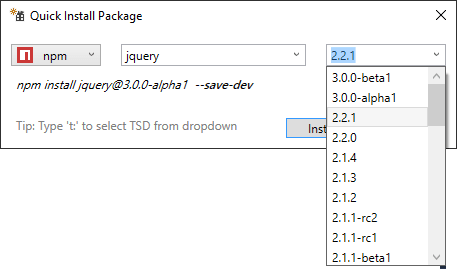 Quick Install Package
npm jquery 2.2.1
npm install jquery@3.0.0-alpha1 --save-dev
Tip: Type 't:' to select TSD from dropdown
3.0.0-beta1
3.0.0-alpha1
2.2.1
2.2.0
2.1.4
2.1.3
2.1.2
2.1.1-rc2
2.1.1-rc1
2.1.1-beta1